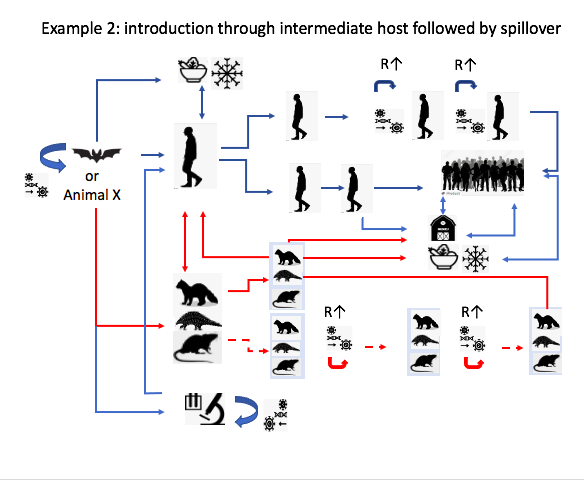 Example 2: introduction through intermediate host followed by spillover
R↑
R↑
or
Animal X
R↑
R↑